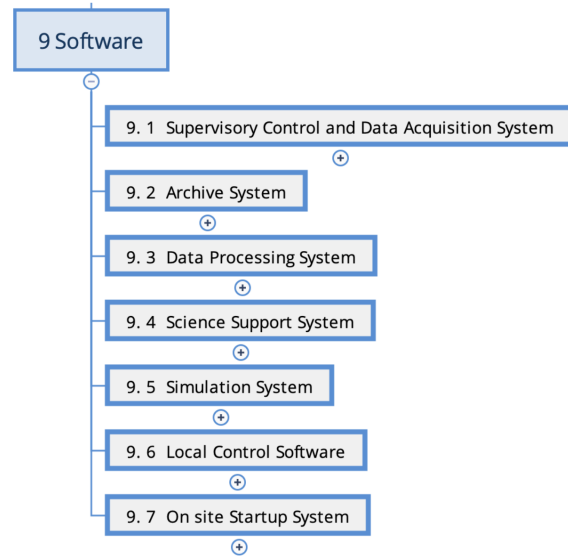 9 Software
9. 1 Supervisory Control and Data Acquisition System
9. 2 Archive System
9. 3 Data Processing System
9. 4 Science Support System
9. 5 Simulation System
9. 6 Local Control Software
9. 7 On site Startup System